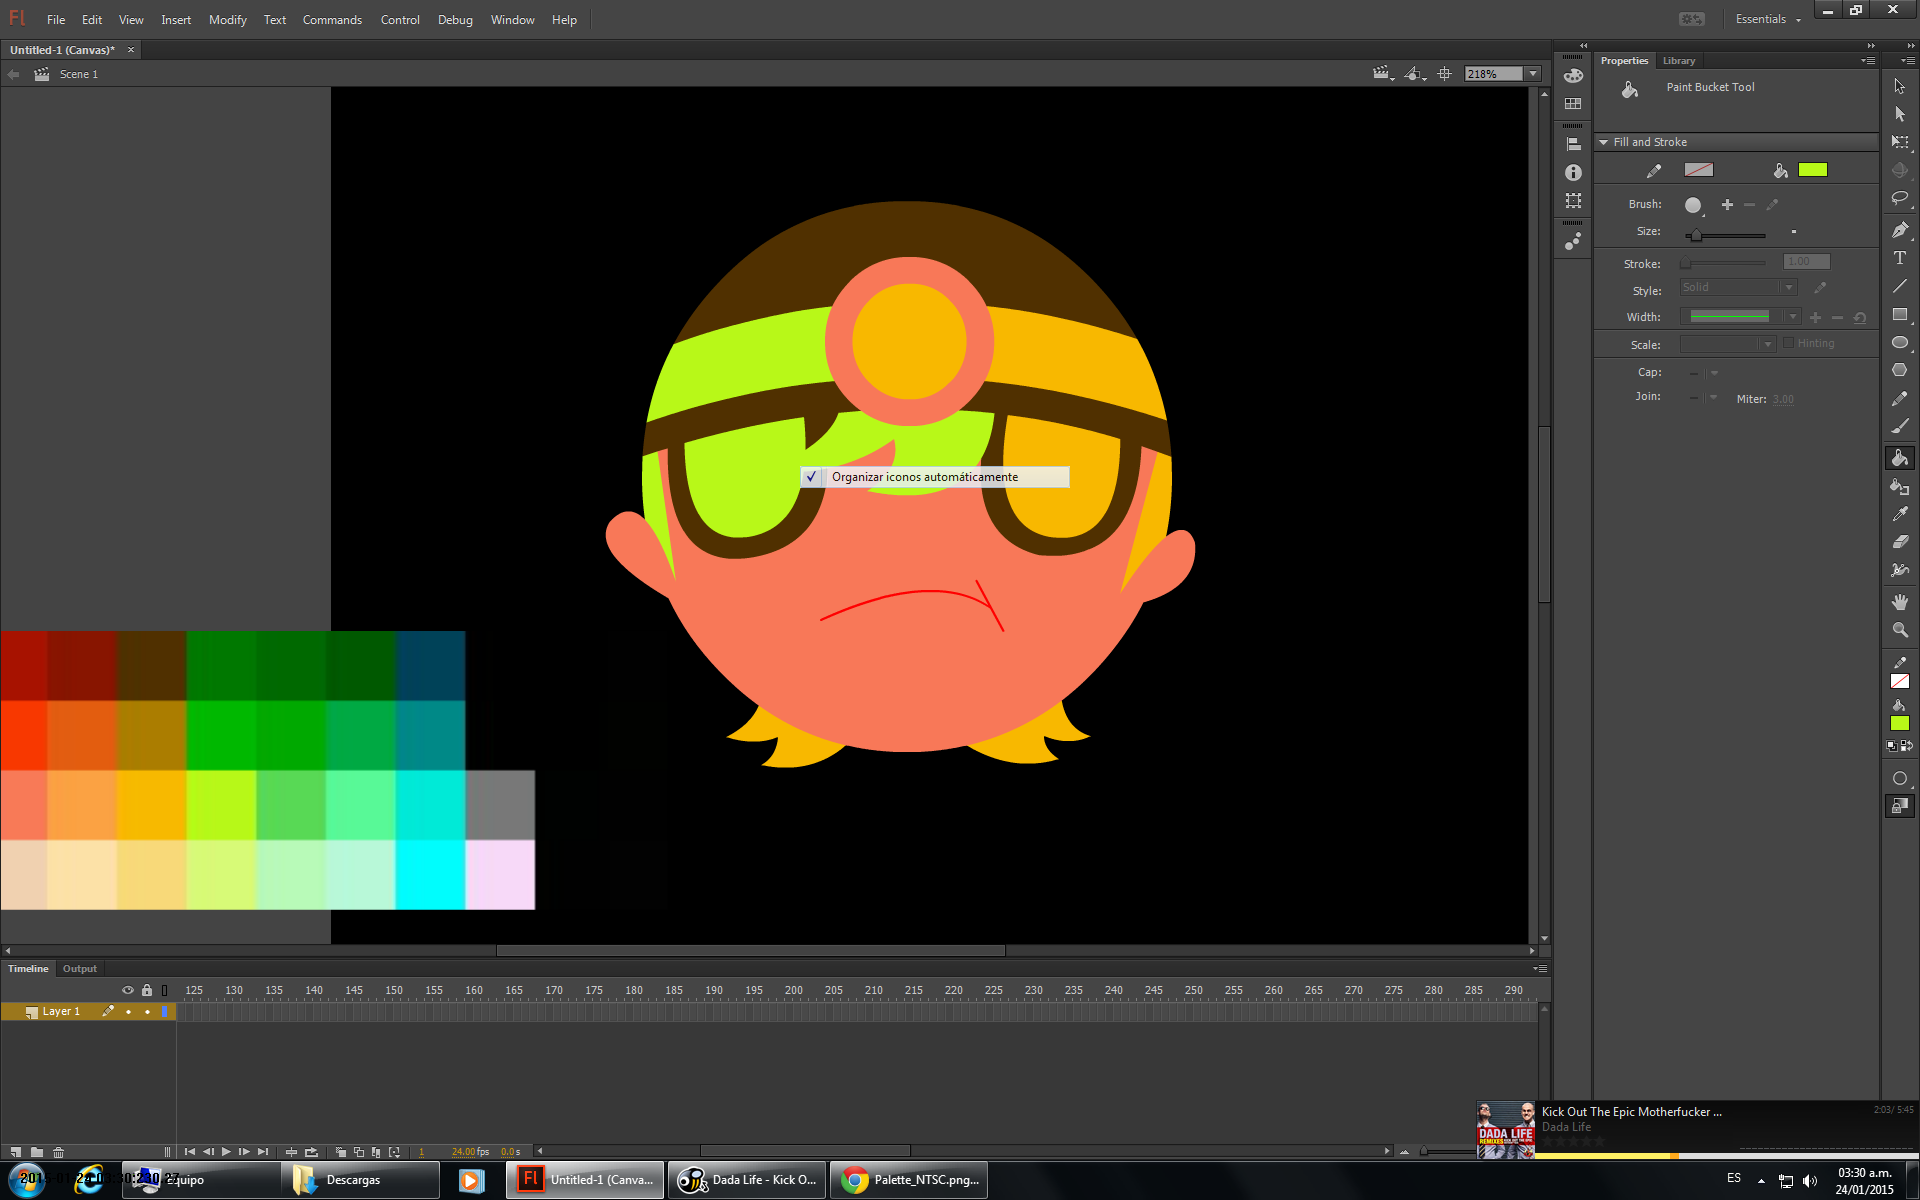 Fl File Edit View Insert Modify Text Commands Control Debug Window Help Essentials
Untitled-1 (Canvas)*
Scene 1
218%
Properties Library
Paint Bucket Tool
Fill and Stroke
Brush:
Size:
Stroke: 1.00
Style: Solid
Width:
Scale: Hinting
Cap:
Join: Miter: 3.00
Organizar iconos automáticamente
Timeline Output
125 130 135 140 145 150 155 160 165 170 175 180 185 190 195 200 205 210 215 220 225 230 235 240 245 250 255 260 265 270 275 280 285 290
Layer 1
1 24.00 fps 0.0 s
Kick Out The Epic Motherfucker ...
2:03/ 5:45
Dada Life
DADA LIFE
REMIXES
Equipo
Descargas
Fl Untitled-1 (Canva...
Dada Life - Kick O...
Palette_NTSC.png...
ES
03:30 a.m.
24/01/2015